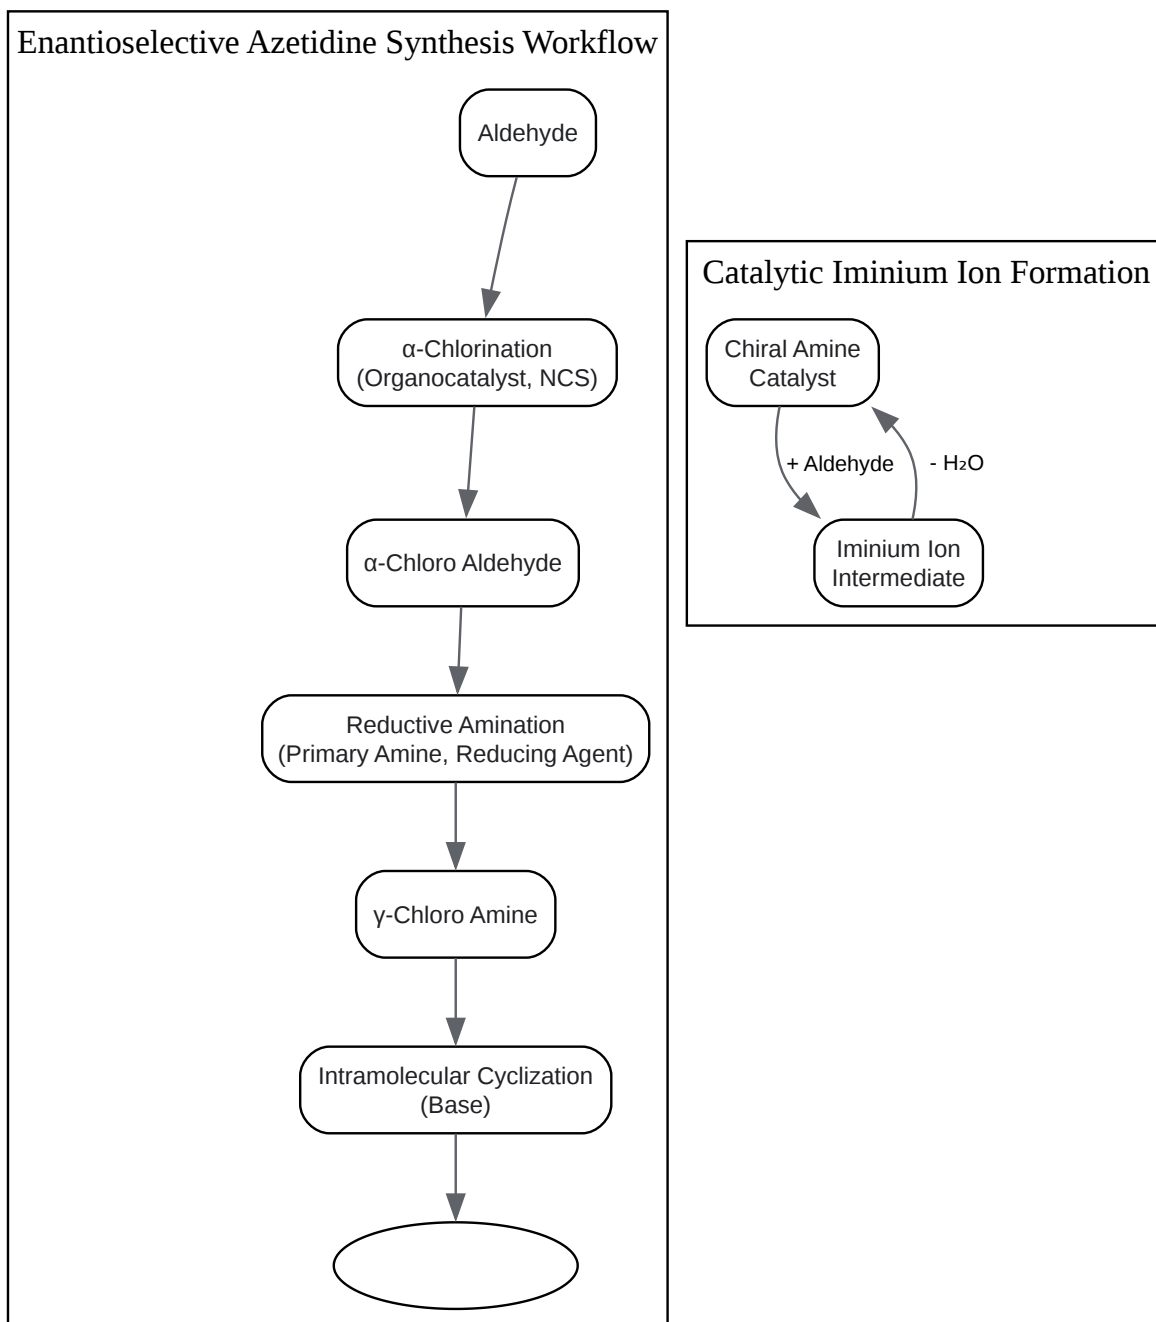 Enantioselective Azetidine Synthesis Workflow
Aldehyde
α-Chlorination
(Organocatalyst, NCS)
α-Chloro Aldehyde
Reductive Amination
(Primary Amine, Reducing Agent)
γ-Chloro Amine
Intramolecular Cyclization
(Base)
Catalytic Iminium Ion Formation
Chiral Amine
Catalyst
+ Aldehyde
- H₂O
Iminium Ion
Intermediate